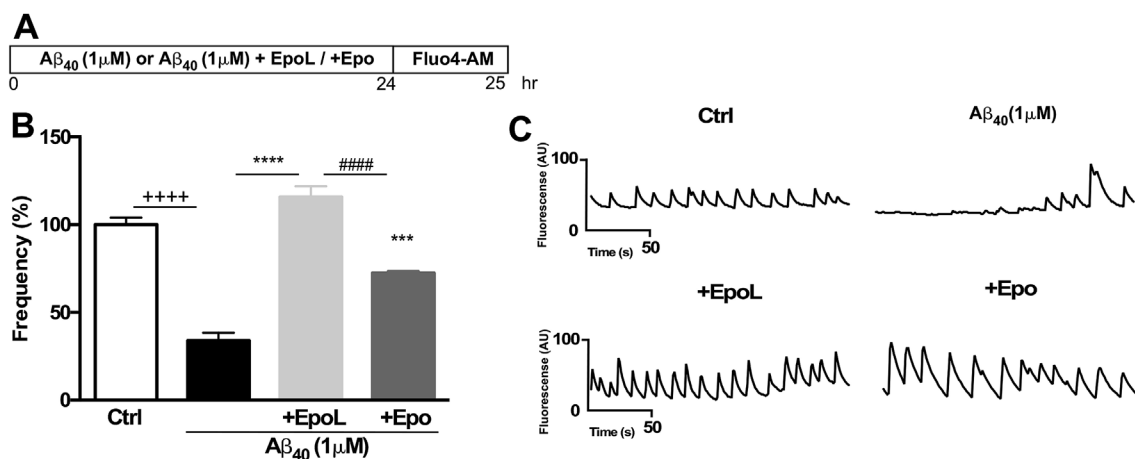 A
Aβ40 (1μM) or Aβ40 (1μM) + EpoL / +Epo Fluo4-AM
0 24 25 hr
B
Frequency (%)
150
100
50
0
++++
****
####
***
Ctrl +EpoL +Epo
Aβ40 (1μM)
C
Ctrl
Fluorescense (AU)
100
0
Time (s) 50
Aβ40(1μM)
+EpoL
Fluorescense (AU)
100
0
Time (s) 50
+Epo